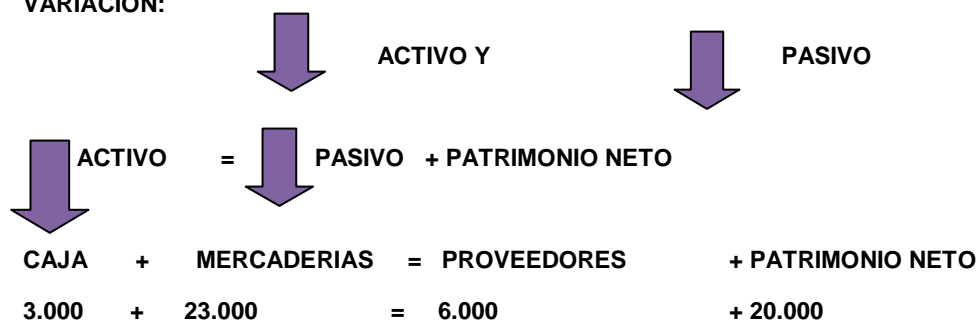 VARIACION:
ACTIVO Y PASIVO
ACTIVO = PASIVO + PATRIMONIO NETO
CAJA + MERCADERIAS = PROVEEDORES + PATRIMONIO NETO
3.000 + 23.000 = 6.000 + 20.000